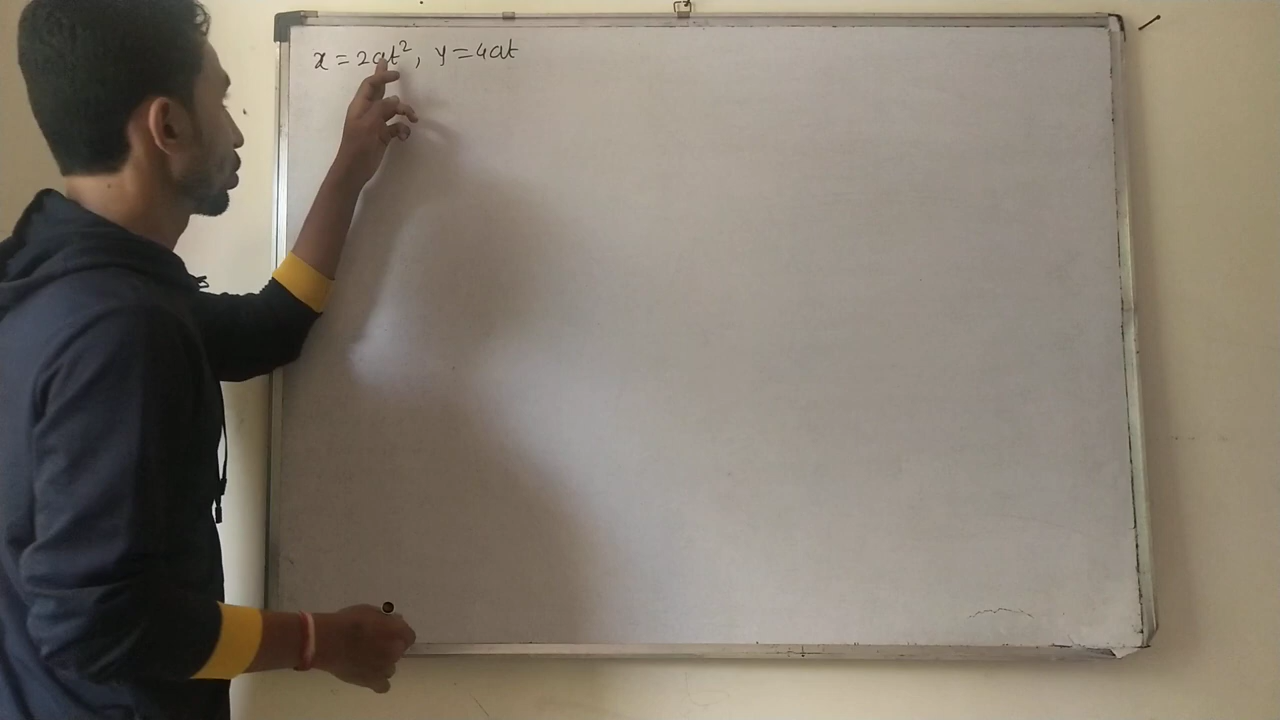 x = 2at², y = 4at